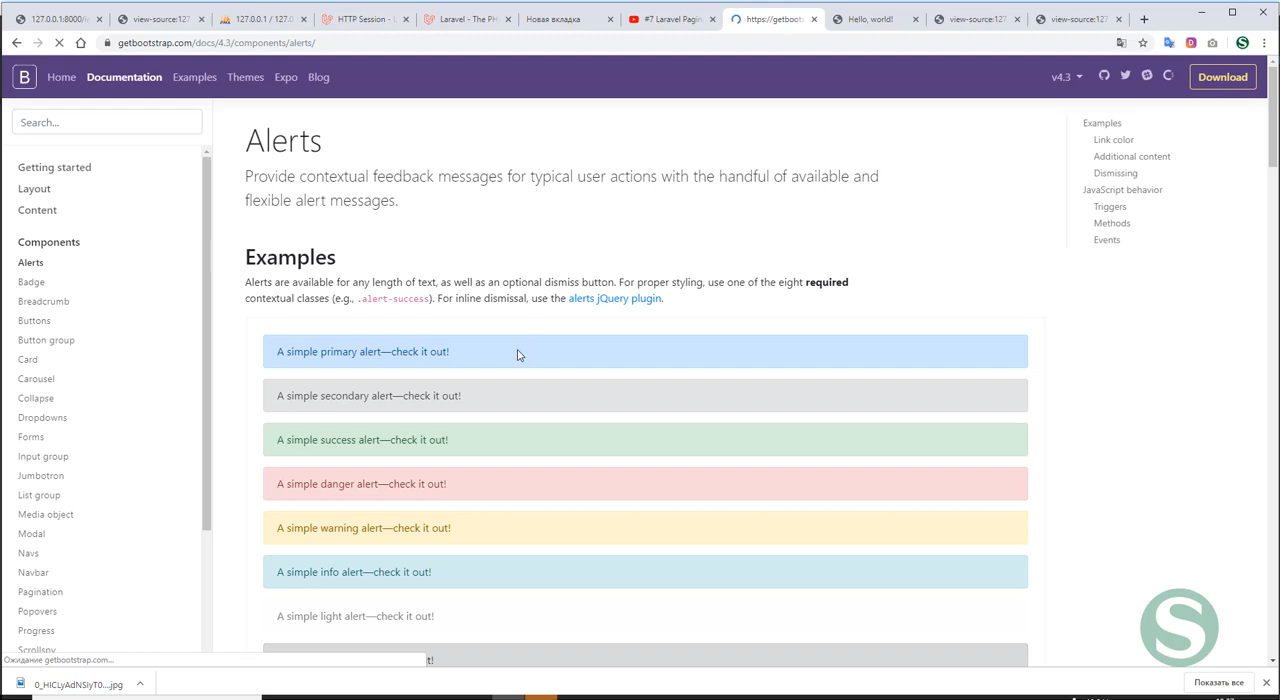 127.0.0.1:8000/
view-source:127
127.0.0.1 / 127.0
HTTP Session - L
Laravel - The PH
Новая вкладка
#7 Laravel Pagin
https://getboots
Hello, world!
view-source:127
view-source:127
getbootstrap.com/docs/4.3/components/alerts/
B
Home
Documentation
Examples
Themes
Expo
Blog
v4.3
Download
Search...
Getting started
Layout
Content
Components
Alerts
Badge
Breadcrumb
Buttons
Button group
Card
Carousel
Collapse
Dropdowns
Forms
Input group
Jumbotron
List group
Media object
Modal
Navs
Navbar
Pagination
Popovers
Progress
Scrollspy
Alerts
Provide contextual feedback messages for typical user actions with the handful of available and
flexible alert messages.
Examples
Alerts are available for any length of text, as well as an optional dismiss button. For proper styling, use one of the eight required
contextual classes (e.g., .alert-success). For inline dismissal, use the alerts jQuery plugin.
A simple primary alert—check it out!
A simple secondary alert—check it out!
A simple success alert—check it out!
A simple danger alert—check it out!
A simple warning alert—check it out!
A simple info alert—check it out!
A simple light alert—check it out!
t!
Examples
Link color
Additional content
Dismissing
JavaScript behavior
Triggers
Methods
Events
S
Ожидание getbootstrap.com...
0_HICLyAdNSIyT0....jpg
Показать все